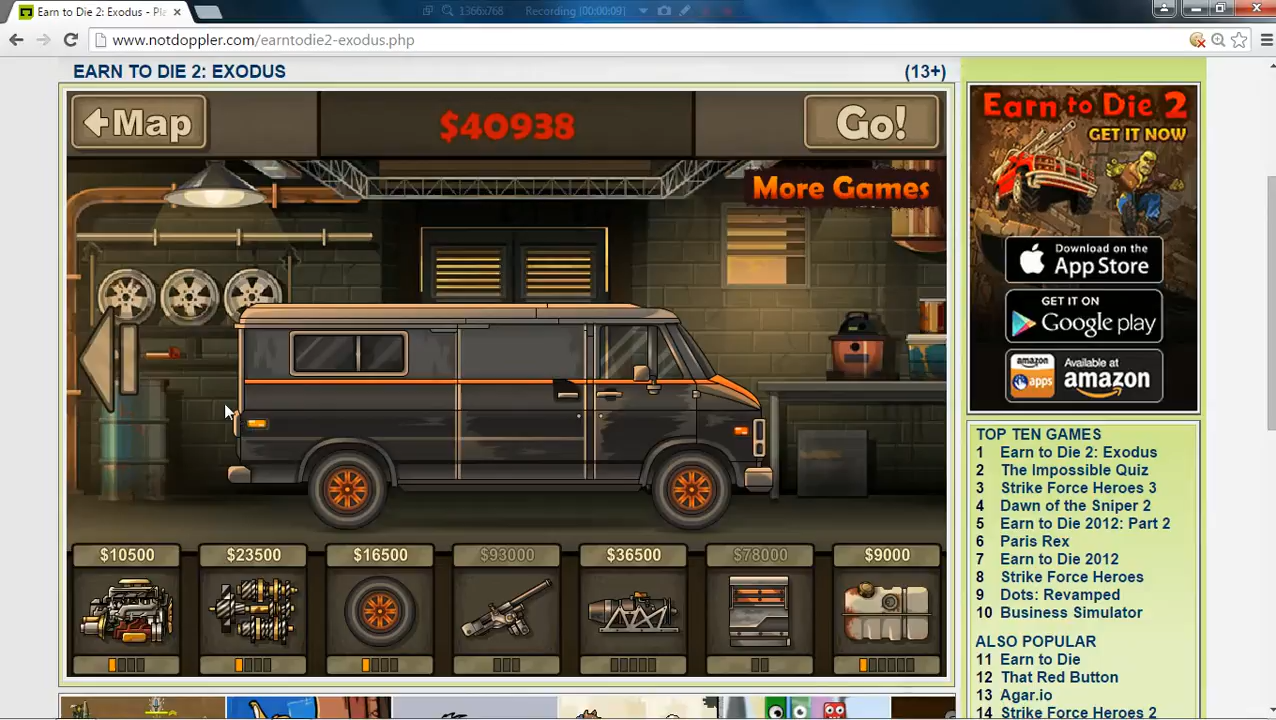 Earn to Die 2: Exodus - Pla
1366x768
Recording (00:00:09)
www.notdoppler.com/earntodie2-exodus.php
EARN TO DIE 2: EXODUS (13+)
Map
$40938
Go!
More Games
$10500 $23500 $16500 $93000 $36500 $78000 $9000
Earn to Die 2
GET IT NOW
Download on the
App Store
GET IT ON
Google play
amazon
apps
Available at
amazon
TOP TEN GAMES
1 Earn to Die 2: Exodus
2 The Impossible Quiz
3 Strike Force Heroes 3
4 Dawn of the Sniper 2
5 Earn to Die 2012: Part 2
6 Paris Rex
7 Earn to Die 2012
8 Strike Force Heroes
9 Dots: Revamped
10 Business Simulator
ALSO POPULAR
11 Earn to Die
12 That Red Button
13 Agar.io
14 Strike Force Heroes 2